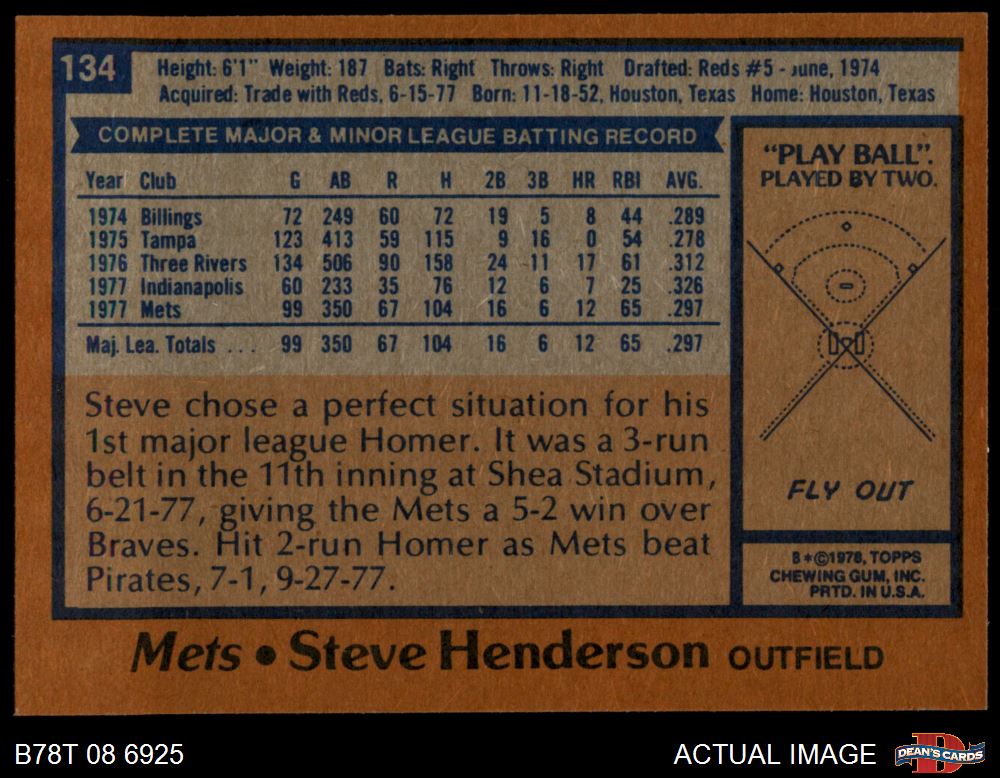 134
Height: 6'1" Weight: 187 Bats: Right Throws: Right Drafted: Reds #5 - June, 1974
Acquired: Trade with Reds, 6-15-77 Born: 11-18-52, Houston, Texas Home: Houston, Texas
COMPLETE MAJOR & MINOR LEAGUE BATTING RECORD
Year Club G AB R H 2B 3B HR RBI AVG.
1974 Billings 72 249 60 72 19 5 8 44 .289
1975 Tampa 123 413 59 115 9 16 0 54 .278
1976 Three Rivers 134 506 90 158 24 11 17 61 .312
1977 Indianapolis 60 233 35 76 12 6 7 25 .326
1977 Mets 99 350 67 104 16 6 12 65 .297
Maj. Lea. Totals ... 99 350 67 104 16 6 12 65 .297
Steve chose a perfect situation for his
1st major league Homer. It was a 3-run
belt in the 11th inning at Shea Stadium,
6-21-77, giving the Mets a 5-2 win over
Braves. Hit 2-run Homer as Mets beat
Pirates, 7-1, 9-27-77.
"PLAY BALL".
PLAYED BY TWO.
FLY OUT
B*©1978, TOPPS
CHEWING GUM, INC.
PRTD. IN U.S.A.
Mets • Steve Henderson OUTFIELD
B78T 08 6925
ACTUAL IMAGE
D
DEAN'S CARDS